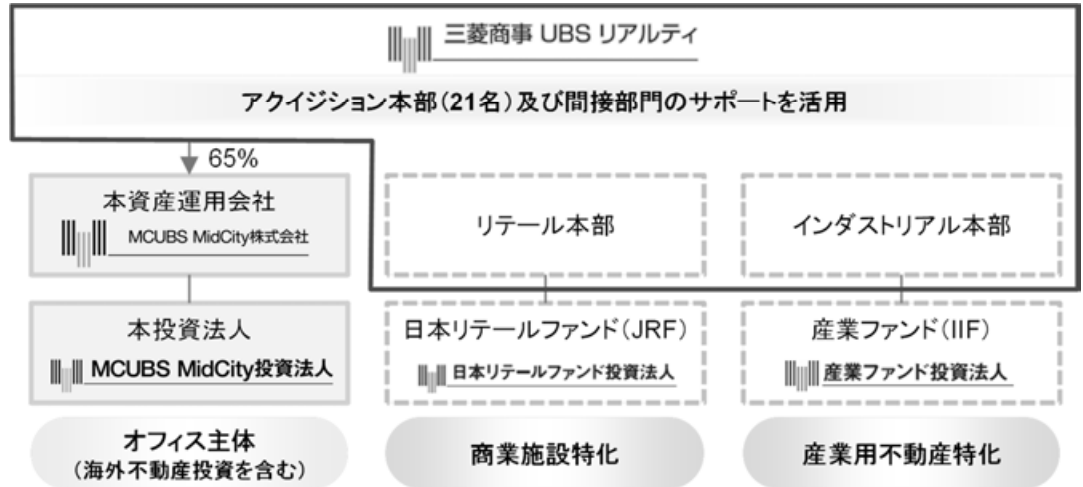 三菱商事 UBS リアルティ
アクイジション本部(21名)及び間接部門のサポートを活用
65%
本資産運用会社
MCUBS MidCity株式会社
リテール本部
インダストリアル本部
本投資法人
MCUBS MidCity投資法人
日本リテールファンド(JRF)
日本リテールファンド投資法人
産業ファンド(IIF)
産業ファンド投資法人
オフィス主体
(海外不動産投資を含む)
商業施設特化
産業用不動産特化